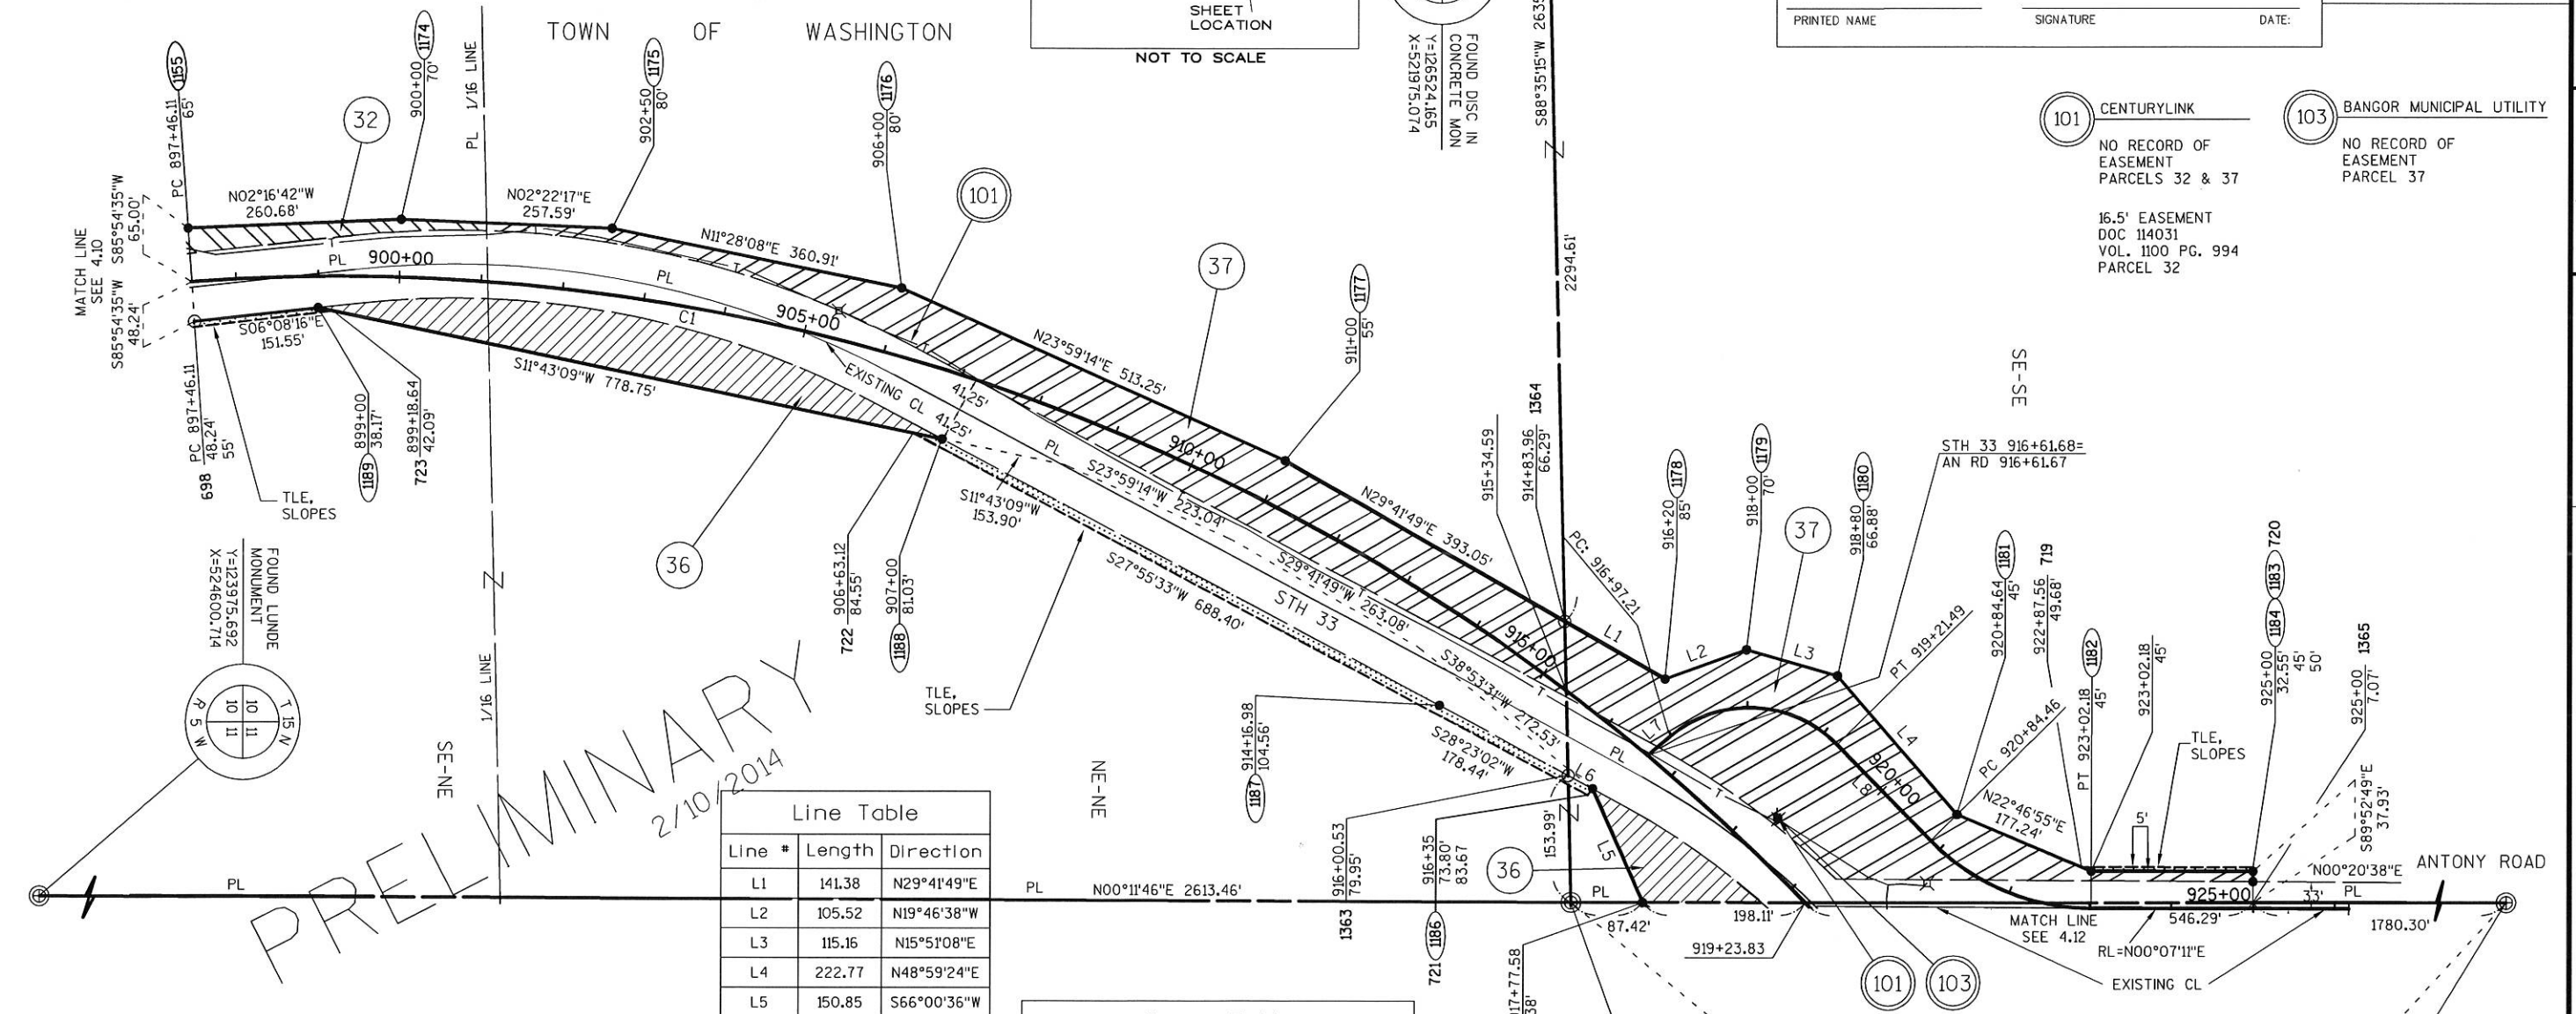 TOWN OF WASHINGTON
SHEET
LOCATION
NOT TO SCALE
PRINTED NAME
SIGNATURE
DATE:
1155
PC 897+46.11
65'
32
1174
900+00
70'
PL 1/16 LINE
1175
902+50
80'
1176
906+00
80'
FOUND DISC IN
CONCRETE MON
Y=126524.165
X=521975.074
S88°35'15"W 2635
101
CENTURYLINK
NO RECORD OF
EASEMENT
PARCELS 32 & 37
16.5' EASEMENT
DOC 114031
VOL. 1100 PG. 994
PARCEL 32
103
BANGOR MUNICIPAL UTILITY
NO RECORD OF
EASEMENT
PARCEL 37
MATCH LINE
SEE 4.10
S85°54'35"W
65.00'
S85°54'35"W
48.24'
N02°16'42"W
260.68'
N02°22'17"E
257.59'
N11°28'08"E 360.91'
101
37
1177
911+00
55'
2294.61'
PL
900+00
PL
C1
905+00
N23°59'14"E 513.25'
S06°08'16"E
151.55'
S11°43'09"W 778.75'
EXISTING CL
41.25'
41.25'
PL
910+00
SE-SE
698
PC 897+46.11
48.24'
55'
TLE,
SLOPES
899+00
38.17'
1189
723
899+18.64
42.09'
36
S11°43'09"W
153.90'
S23°59'14"W 223.04'
N29°41'49"E 393.05'
915+34.59
914+83.96
66.29'
1364
PC: 916+97.21
1178
916+20
85'
1179
918+00
70'
37
1180
918+80
66.88'
STH 33 916+61.68=
AN RD 916+61.67
FOUND LUNDE
MONUMENT
Y=123975.692
X=524600.714
906+63.12
84.55'
722
907+00
81.03'
1188
S27°55'33"W 688.40'
S29°41'49"W 263.08'
STH 33
915+00
L1
L2
L3
PT 919+21.49
1181
920+84.64
45'
719
922+87.56
49.68'
1182
PT 923+02.18
45'
923+02.18
45'
720
1183
1184
925+00
32.55'
45'
50'
1365
925+00
7.07'
1/16 LINE
T 15 N
R 5 W
10 11
10 11
SE-NE
PRELIMINARY
2/10/2014
TLE,
SLOPES
NE-NE
914+16.98
104.56'
1187
S38°53'31"W 272.53'
S28°23'02"W
178.44'
L6
PL
L7
L4
920+00
L8
PC 920+84.46
N22°46'55"E
177.24'
TLE,
SLOPES
5'
S89°52'49"E
37.93'
Line Table
Line # Length Direction
L1 141.38 N29°41'49"E
L2 105.52 N19°46'38"W
L3 115.16 N15°51'08"E
L4 222.77 N48°59'24"E
L5 150.85 S66°00'36"W
916+00.53
79.95'
1363
916+35
73.80'
83.67
721
1186
153.99'
36
L5
PL
PL
N00°11'46"E 2613.46'
PL
87.42'
198.11'
919+23.83
925+00
N00°20'38"E
PL
33'
ANTONY ROAD
MATCH LINE
SEE 4.12
546.29'
1780.30'
RL=N00°07'11"E
EXISTING CL
101
103
917+77.58
38'